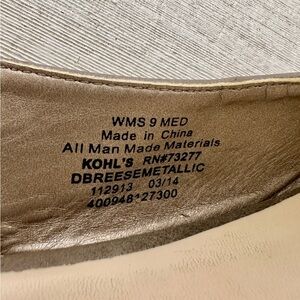 WMS 9 MED
Made in China
All Man Made Materials
KOHL'S RN#73277
DBREESEMETALLIC
112913 03/14
400948*27300